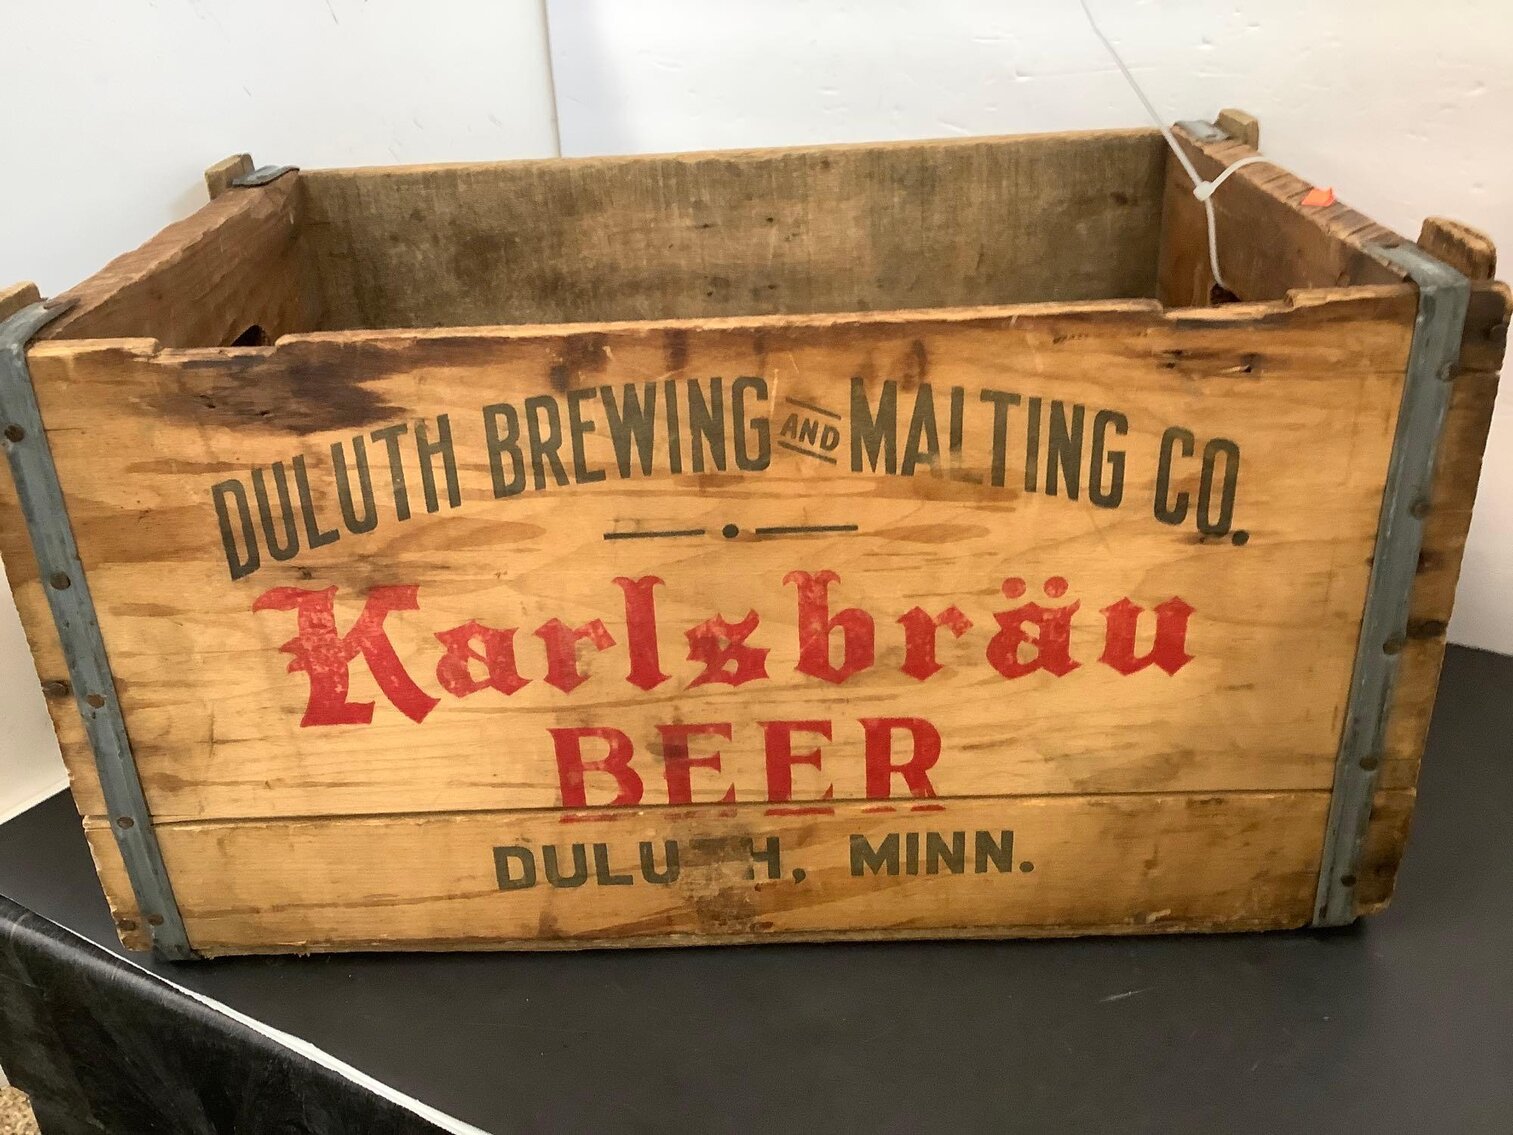 DULUTH BREWING AND MALTING CO.
Karlsbräu
BEER
DULUTH, MINN.